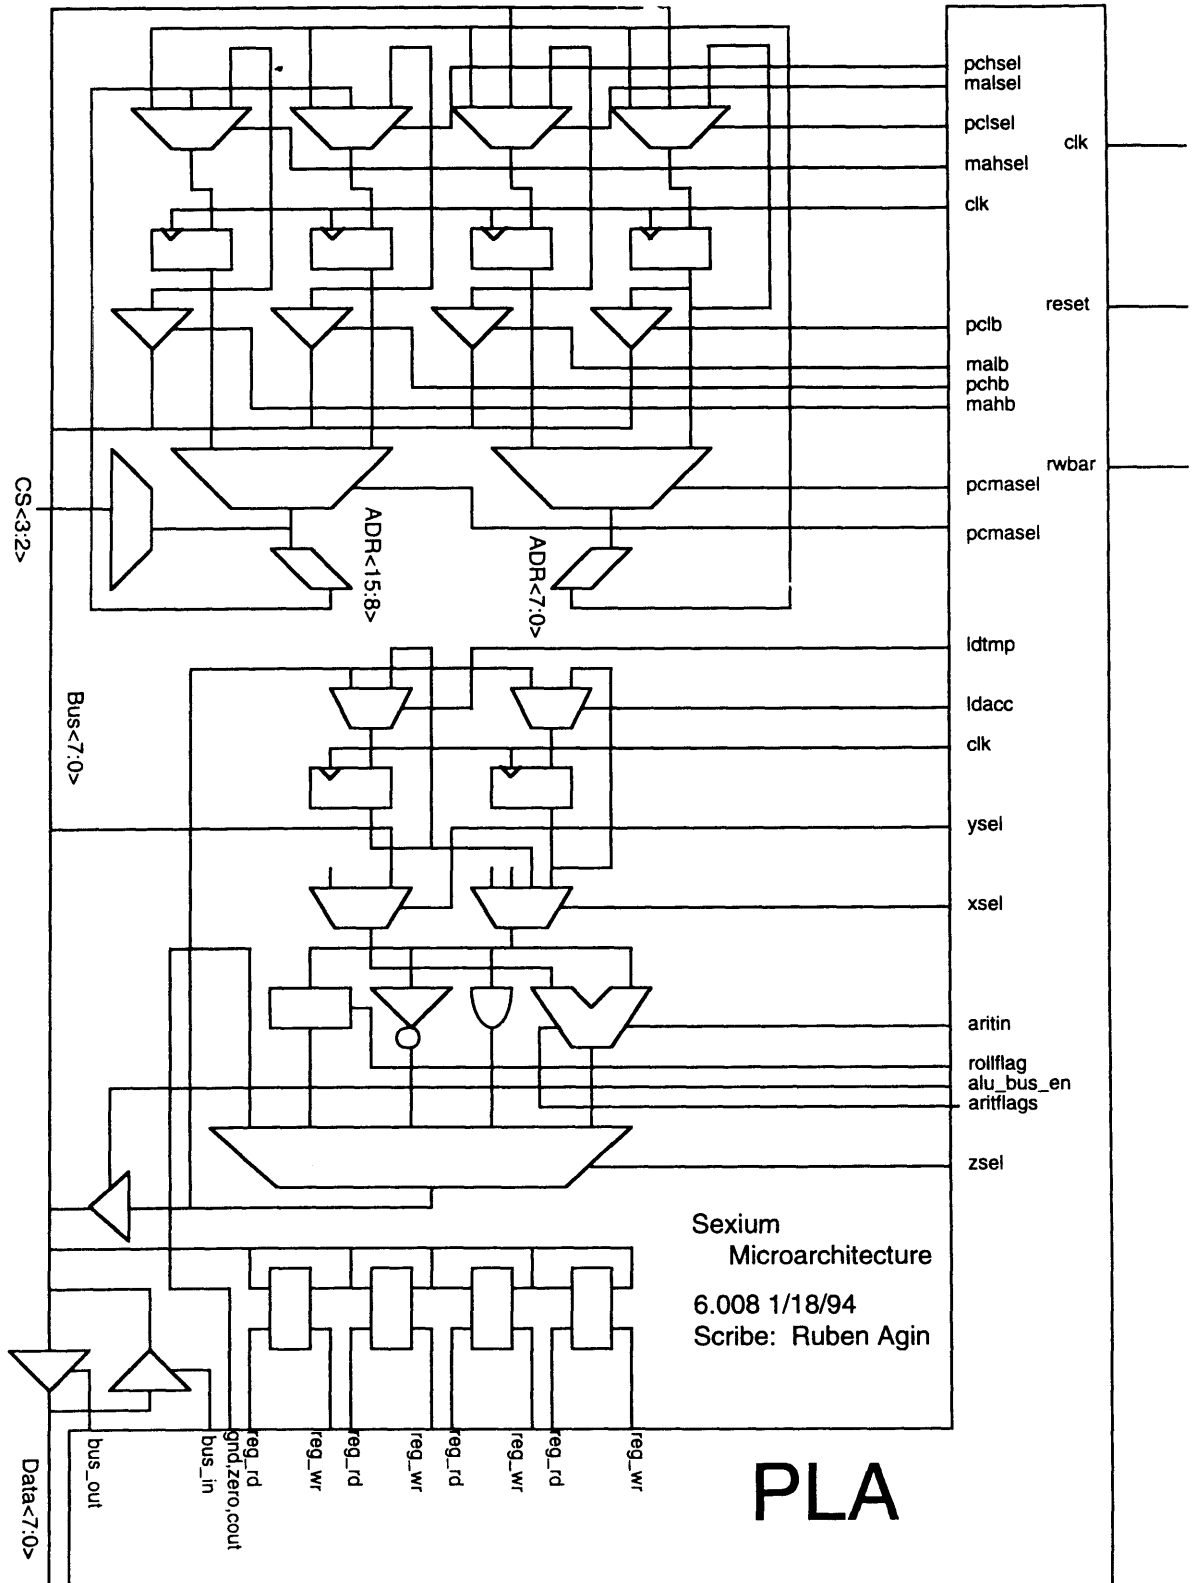 pchsel
malsel
pclsel
clk
mahsel
clk
reset
pclb
malb
pchb
mahb
rwbar
pcmasel
CS<3:2>
ADR<15:8>
ADR<7:0>
pcmasel
ldtmp
Bus<7:0>
ldacc
clk
ysel
xsel
aritin
rollflag
alu_bus_en
aritflags
zsel
Sexium
Microarchitecture
6.008 1/18/94
Scribe: Ruben Agin
Data<7:0>
bus_out
bus_in
gnd,zero,cout
reg_rd
reg_wr
reg_rd
reg_wr
reg_rd
reg_wr
reg_rd
reg_wr
PLA